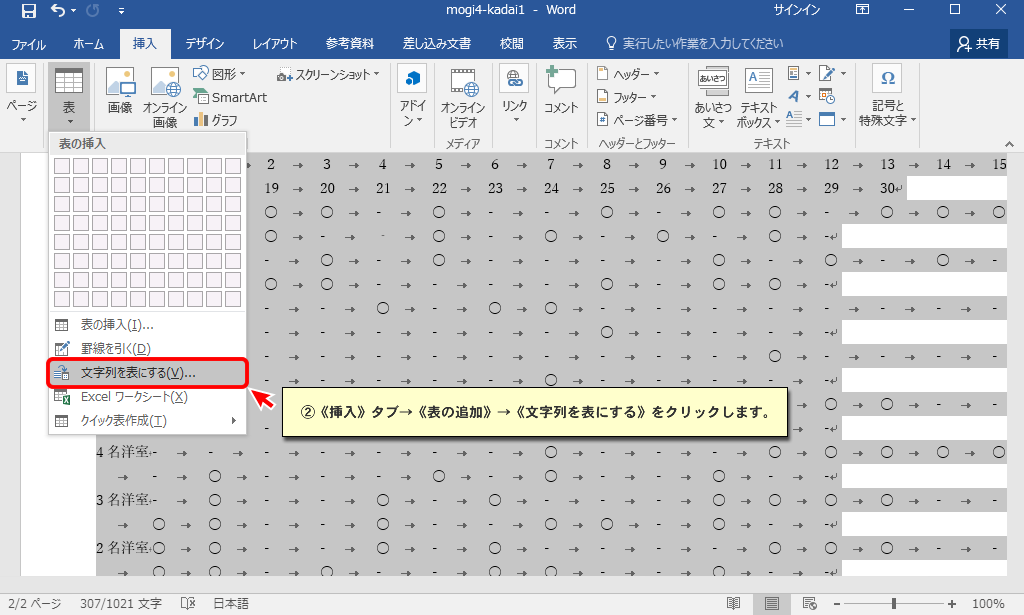 mogi4-kadai1 - Word
サインイン
ファイル ホーム 挿入 デザイン レイアウト 参考資料 差し込み文書 校閲 表示 実行したい作業を入力してください 共有
ページ
表
画像
オンライン画像
図形
SmartArt
グラフ
スクリーンショット
アドイン
オンラインビデオ
メディア
リンク
コメント
コメント
ヘッダー
フッター
ページ番号
ヘッダーとフッター
あいさつ
あいさつ文
テキストボックス
テキスト
Ω
記号と特殊文字
表の挿入
表の挿入(I)...
罫線を引く(D)
文字列を表にする(V)...
Excel ワークシート(X)
クイック表作成(T)
2 → 3 → 4 → 5 → 6 → 7 → 8 → 9 → 10 → 11 → 12 → 13 → 14 → 15
19 → 20 → 21 → 22 → 23 → 24 → 25 → 26 → 27 → 28 → 29 → 30
②《挿入》タブ→《表の追加》→《文字列を表にする》をクリックします。
4 名洋室
3 名洋室
2 名洋室
2/2 ページ 307/1021 文字 日本語
100%